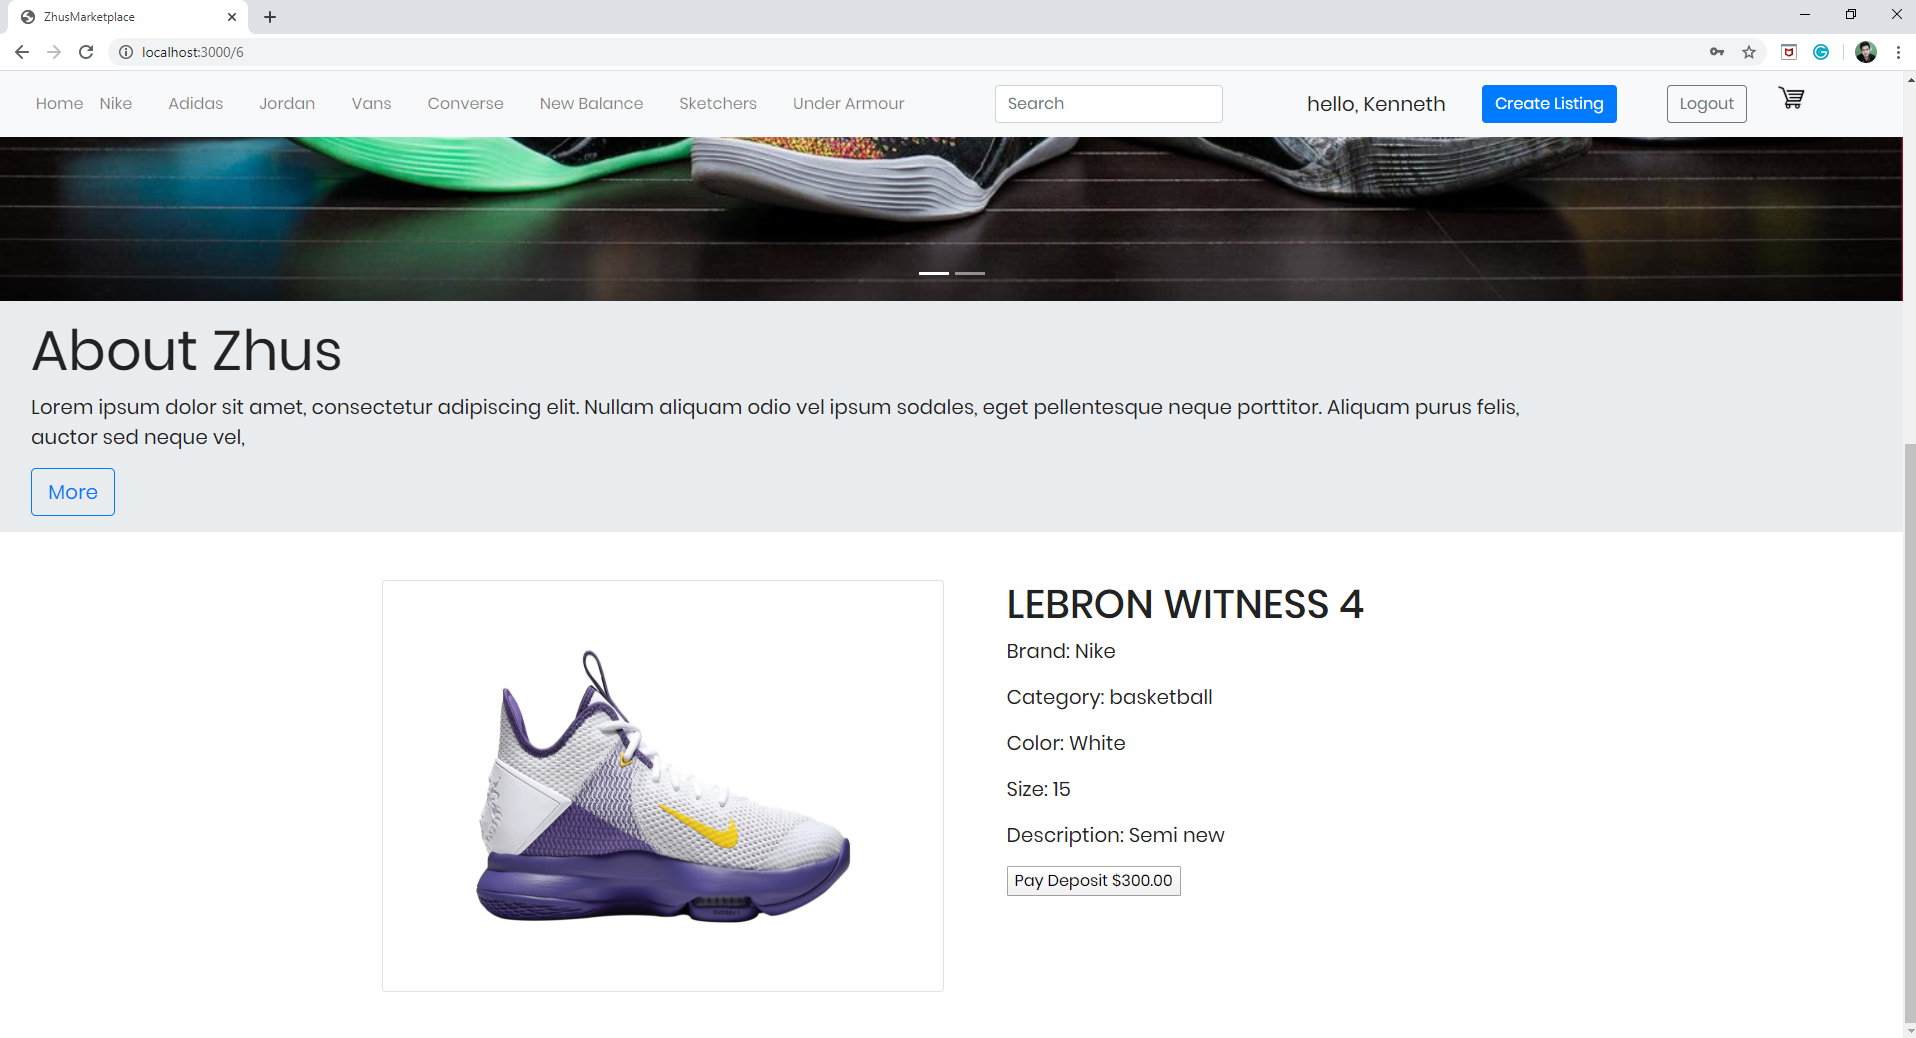 ZhusMarketplace
localhost:3000/6
Home Nike Adidas Jordan Vans Converse New Balance Sketchers Under Armour Search hello, Kenneth Create Listing Logout
About Zhus
Lorem ipsum dolor sit amet, consectetur adipiscing elit. Nullam aliquam odio vel ipsum sodales, eget pellentesque neque porttitor. Aliquam purus felis,
auctor sed neque vel,
More
LEBRON WITNESS 4
Brand: Nike
Category: basketball
Color: White
Size: 15
Description: Semi new
Pay Deposit $300.00